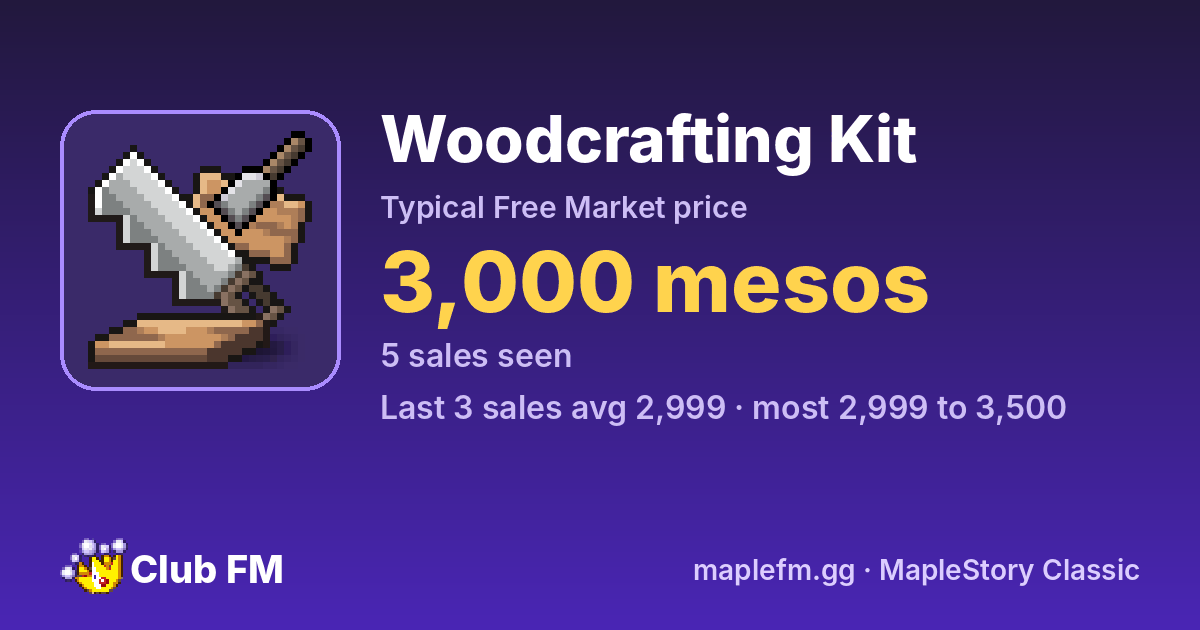 Woodcrafting Kit
Typical Free Market price
3,000 mesos
5 sales seen
Last 3 sales avg 2,999 · most 2,999 to 3,500
Club FM
maplefm.gg · MapleStory Classic